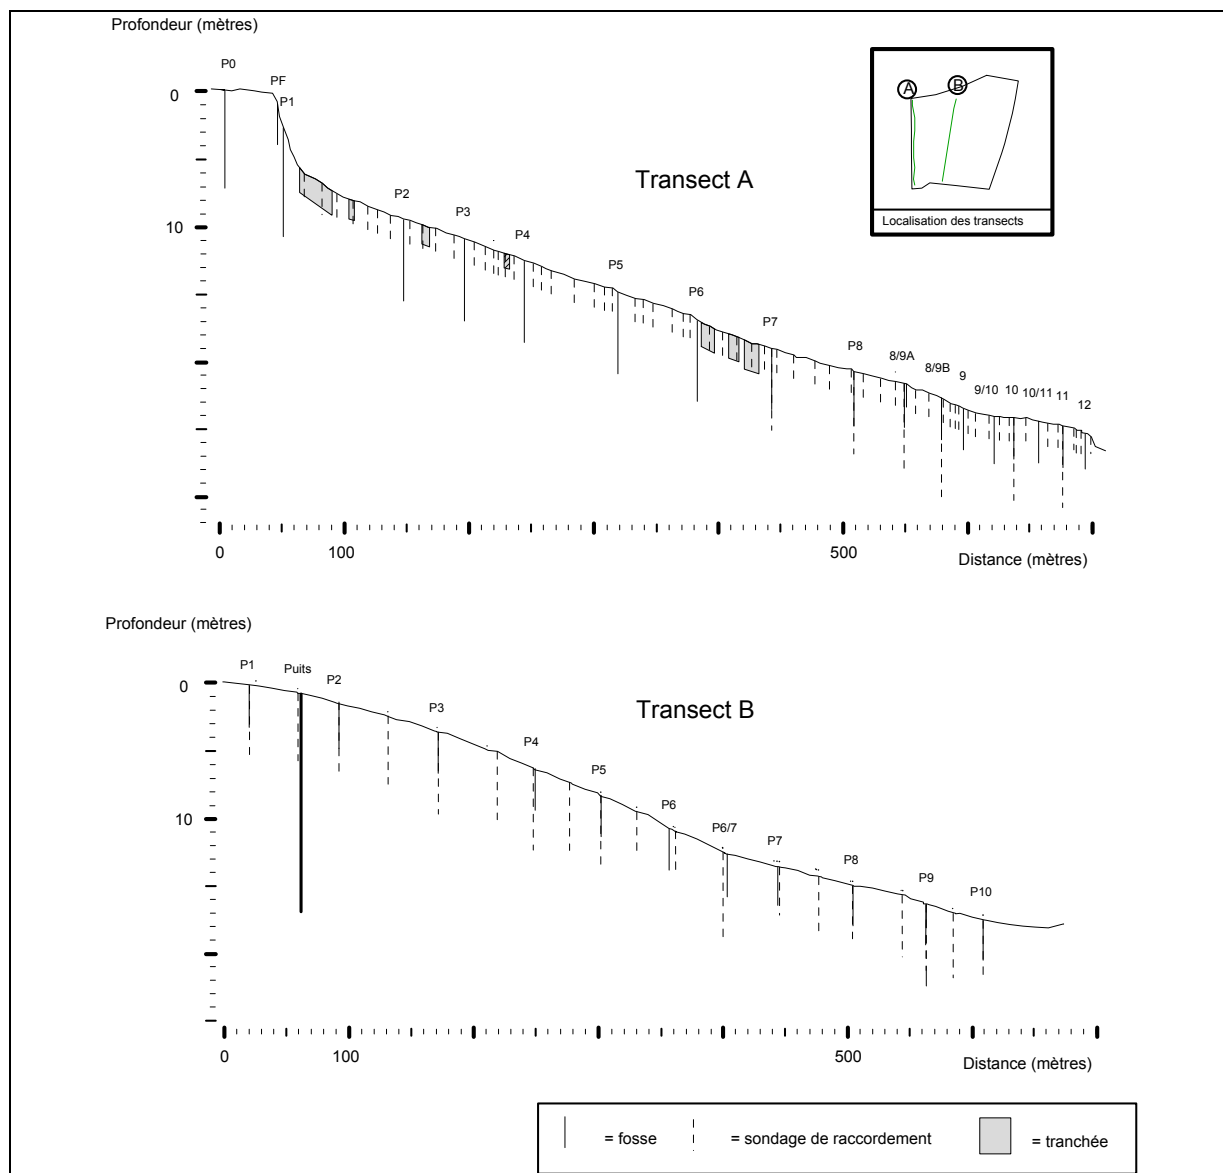 Profondeur (mètres)
P0
PF
P1
0
10
P2
P3
P4
P5
P6
P7
P8
8/9A
8/9B
9
9/10
10
10/11
11
12
Transect A
A
B
Localisation des transects
0
100
500
Distance (mètres)
Profondeur (mètres)
P1
Puits
P2
P3
P4
P5
P6
P6/7
P7
P8
P9
P10
0
10
Transect B
0
100
500
Distance (mètres)
= fosse
= sondage de raccordement
= tranchée